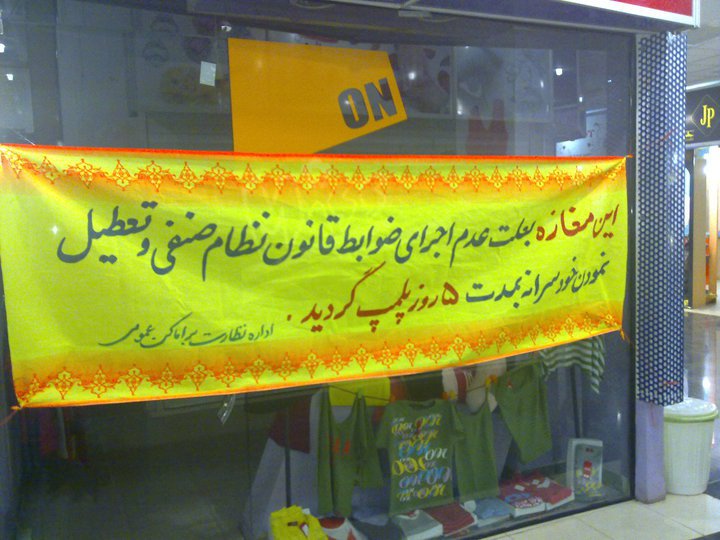 ON
JP
این مغازه بعلت عدم اجرای ضوابط قانون نظام صنفی و تعطیل
نمودن خودسرانه بمدت ۵ روز پلمپ گردید .
اداره نظارت بر اماکن عمومی